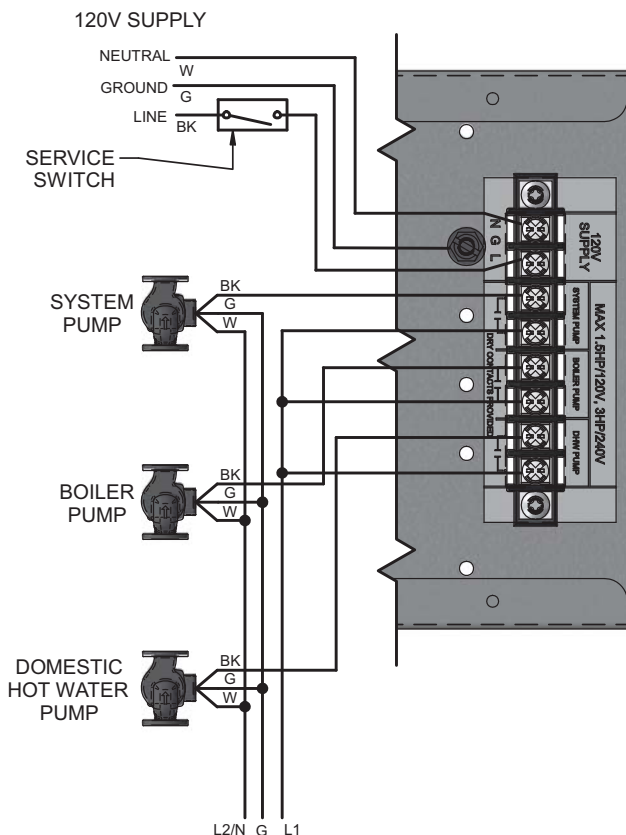 120V SUPPLY
NEUTRAL
W
GROUND
G
LINE
BK
SERVICE
SWITCH
N G L
120V
SUPPLY
SYSTEM
PUMP
BK
G
W
SYSTEM PUMP
BOILER PUMP
DHW PUMP
DRY CONTACTS PROVIDED
MAX 1.5HP/120V, 3HP/240V
BOILER
PUMP
BK
G
W
DOMESTIC
HOT WATER
PUMP
BK
G
W
L2/N
G
L1